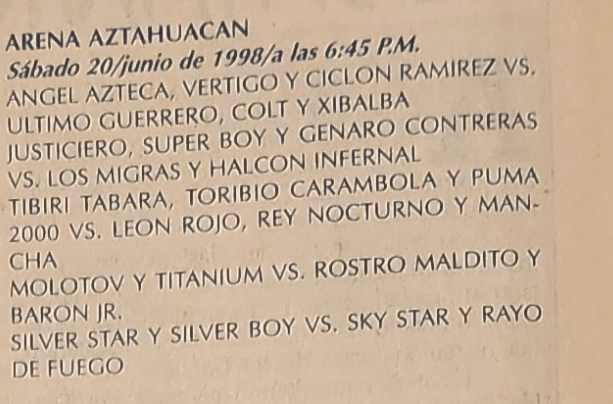 ARENA AZTAHUACAN
Sábado 20/junio de 1998/a las 6:45 P.M.
ANGEL AZTECA, VERTIGO Y CICLON RAMIREZ VS.
ULTIMO GUERRERO, COLT Y XIBALBA
JUSTICIERO, SUPER BOY Y GENARO CONTRERAS
VS. LOS MIGRAS Y HALCON INFERNAL
TIBIRI TABARA, TORIBIO CARAMBOLA Y PUMA
2000 VS. LEON ROJO, REY NOCTURNO Y MAN-
CHA
MOLOTOV Y TITANIUM VS. ROSTRO MALDITO Y
BARON JR.
SILVER STAR Y SILVER BOY VS. SKY STAR Y RAYO
DE FUEGO